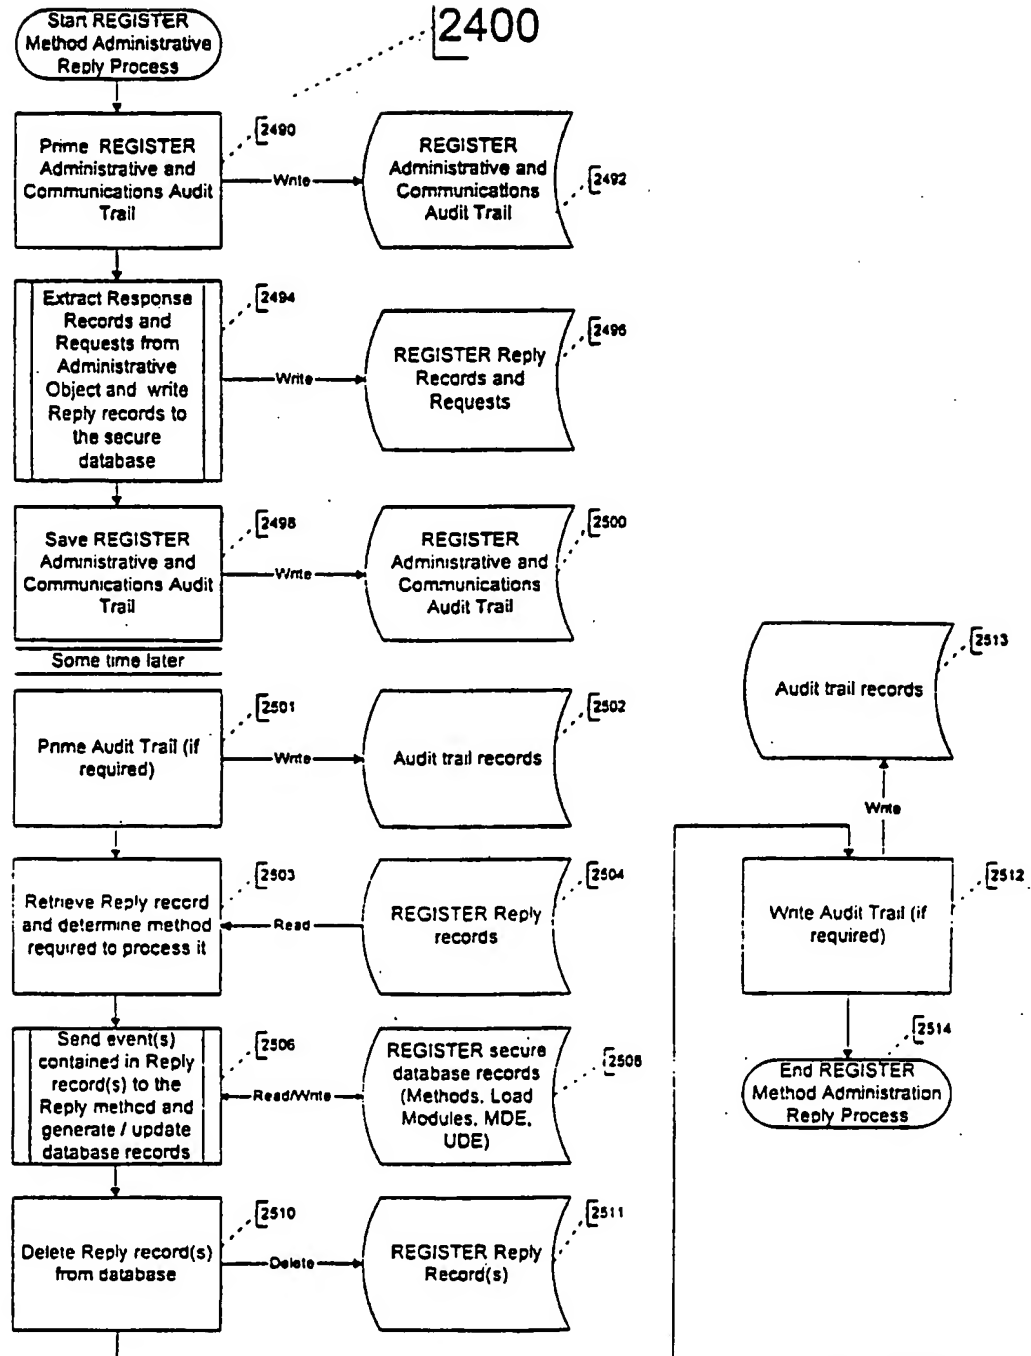 Start REGISTER
Method Administrative
Reply Process
2400
Prime REGISTER
Administrative and
Communications Audit
Trail
2490
Write
REGISTER
Administrative and
Communications
Audit Trail
2492
Extract Response
Records and
Requests from
Administrative
Object and write
Reply records to
the secure
database
2494
Write
REGISTER Reply
Records and
Requests
2496
Save REGISTER
Administrative and
Communications Audit
Trail
2498
Write
REGISTER
Administrative and
Communications
Audit Trail
2500
Some time later
Prime Audit Trail (if
required)
2501
Write
Audit trail records
2502
Retrieve Reply record
and determine method
required to process it
2503
Read
REGISTER Reply
records
2504
Send event(s)
contained in Reply
record(s) to the
Reply method and
generate / update
database records
2506
Read/Write
REGISTER secure
database records
(Methods, Load
Modules, MDE,
UDE)
2508
Delete Reply record(s)
from database
2510
Delete
REGISTER Reply
Record(s)
2511
Audit trail records
2513
Write
Write Audit Trail (if
required)
2512
End REGISTER
Method Administration
Reply Process
2514